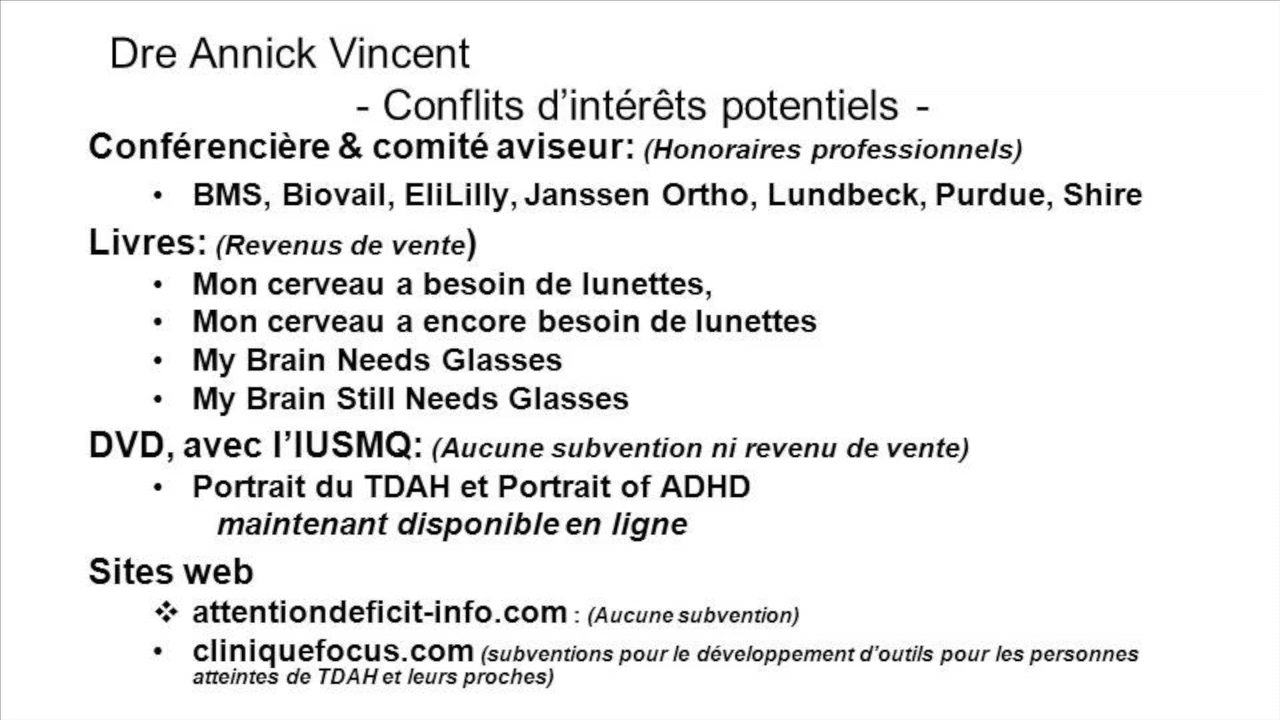 Dre Annick Vincent
- Conflits d’intérêts potentiels -
Conférencière & comité aviseur: (Honoraires professionnels)
• BMS, Biovail, EliLilly, Janssen Ortho, Lundbeck, Purdue, Shire
Livres: (Revenus de vente)
• Mon cerveau a besoin de lunettes,
• Mon cerveau a encore besoin de lunettes
• My Brain Needs Glasses
• My Brain Still Needs Glasses
DVD, avec l’IUSMQ: (Aucune subvention ni revenu de vente)
• Portrait du TDAH et Portrait of ADHD
maintenant disponible en ligne
Sites web
❖ attentiondeficit-info.com : (Aucune subvention)
• cliniquefocus.com (subventions pour le développement d’outils pour les personnes
atteintes de TDAH et leurs proches)